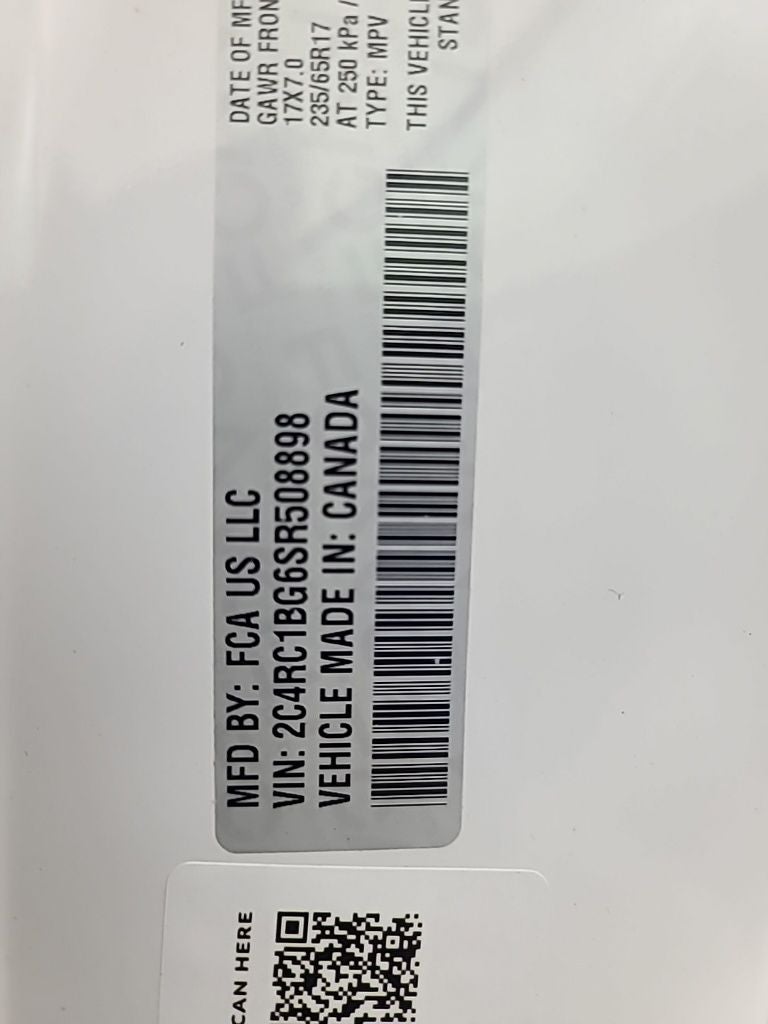 MFD BY: FCA US LLC
VIN: 2C4RC1BG6SR508898
VEHICLE MADE IN: CANADA
DATE OF MF
GAWR FRON
17X7.0
235/65R17
AT 250 kPa /
TYPE: MPV
THIS VEHICL
STAN
CAN HERE